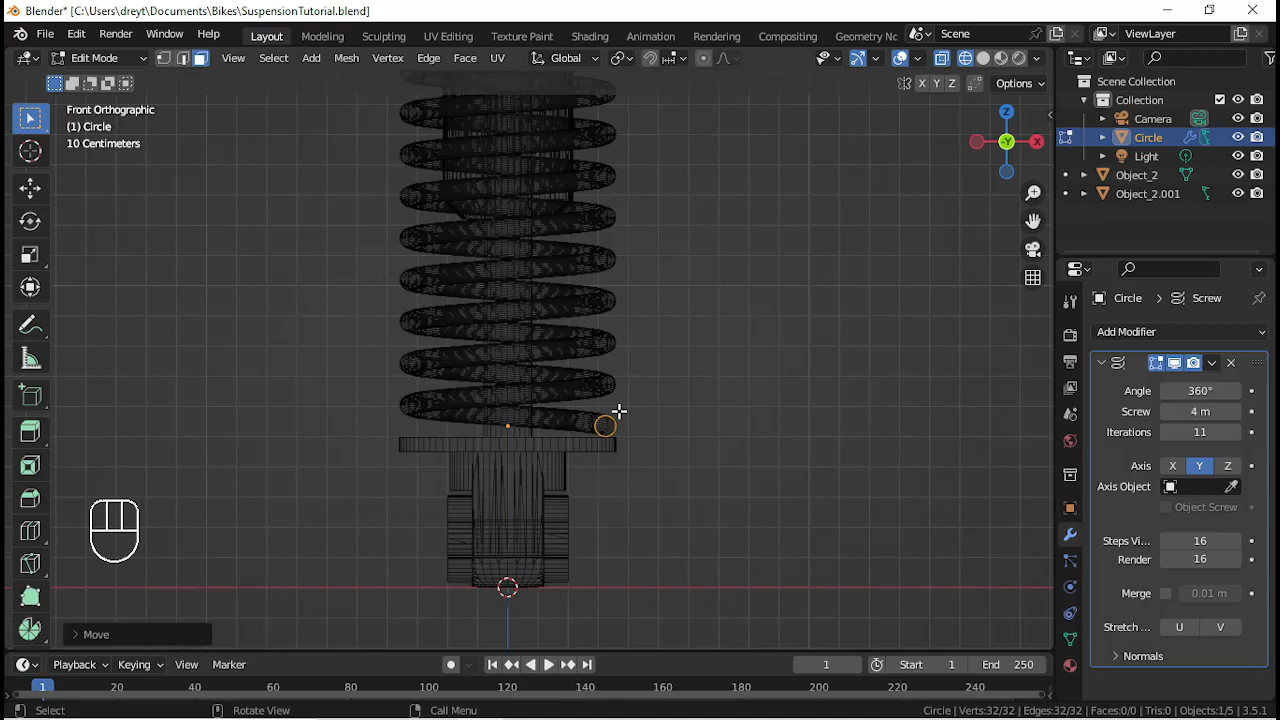 Blender* [C:\Users\dreyt\Documents\Bikes\SuspensionTutorial.blend]
File Edit Render Window Help Layout Modeling Sculpting UV Editing Texture Paint Shading Animation Rendering Compositing Geometry Nc Scene ViewLayer
Edit Mode View Select Add Mesh Vertex Edge Face UV Global
X Y Z Options
Front Orthographic
(1) Circle
10 Centimeters
Z
X
-Y
Scene Collection
Collection
Camera
Circle
Light
Object_2
Object_2.001
Circle > Screw
Add Modifier
Angle 360°
Screw 4 m
Iterations 11
Axis X Y Z
Axis Object
Object Screw
Steps Vi... 16
Render 16
Merge 0.01 m
Stretch ... U V
Normals
Move
Playback Keying View Marker 1 Start 1 End 250
1 20 40 60 80 100 120 140 160 180 200 220 240
Select Rotate View Call Menu Circle | Verts:32/32 | Edges:32/32 | Faces:0/0 | Tris:0 | Objects:1/5 | 3.5.1